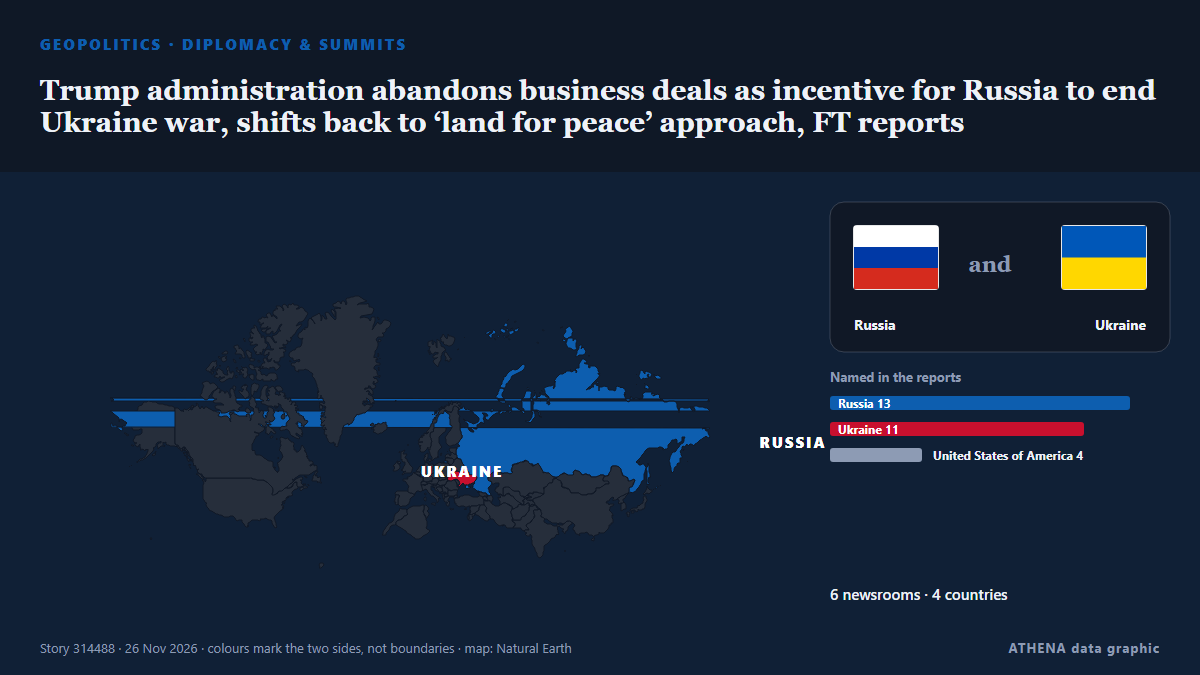 GEOPOLITICS · DIPLOMACY & SUMMITS
Trump administration abandons business deals as incentive for Russia to end
Ukraine war, shifts back to ‘land for peace’ approach, FT reports
and
Russia
Ukraine
Named in the reports
Russia 13
Ukraine 11
United States of America 4
RUSSIA
UKRAINE
6 newsrooms · 4 countries
Story 314488 · 26 Nov 2026 · colours mark the two sides, not boundaries · map: Natural Earth
ATHENA data graphic